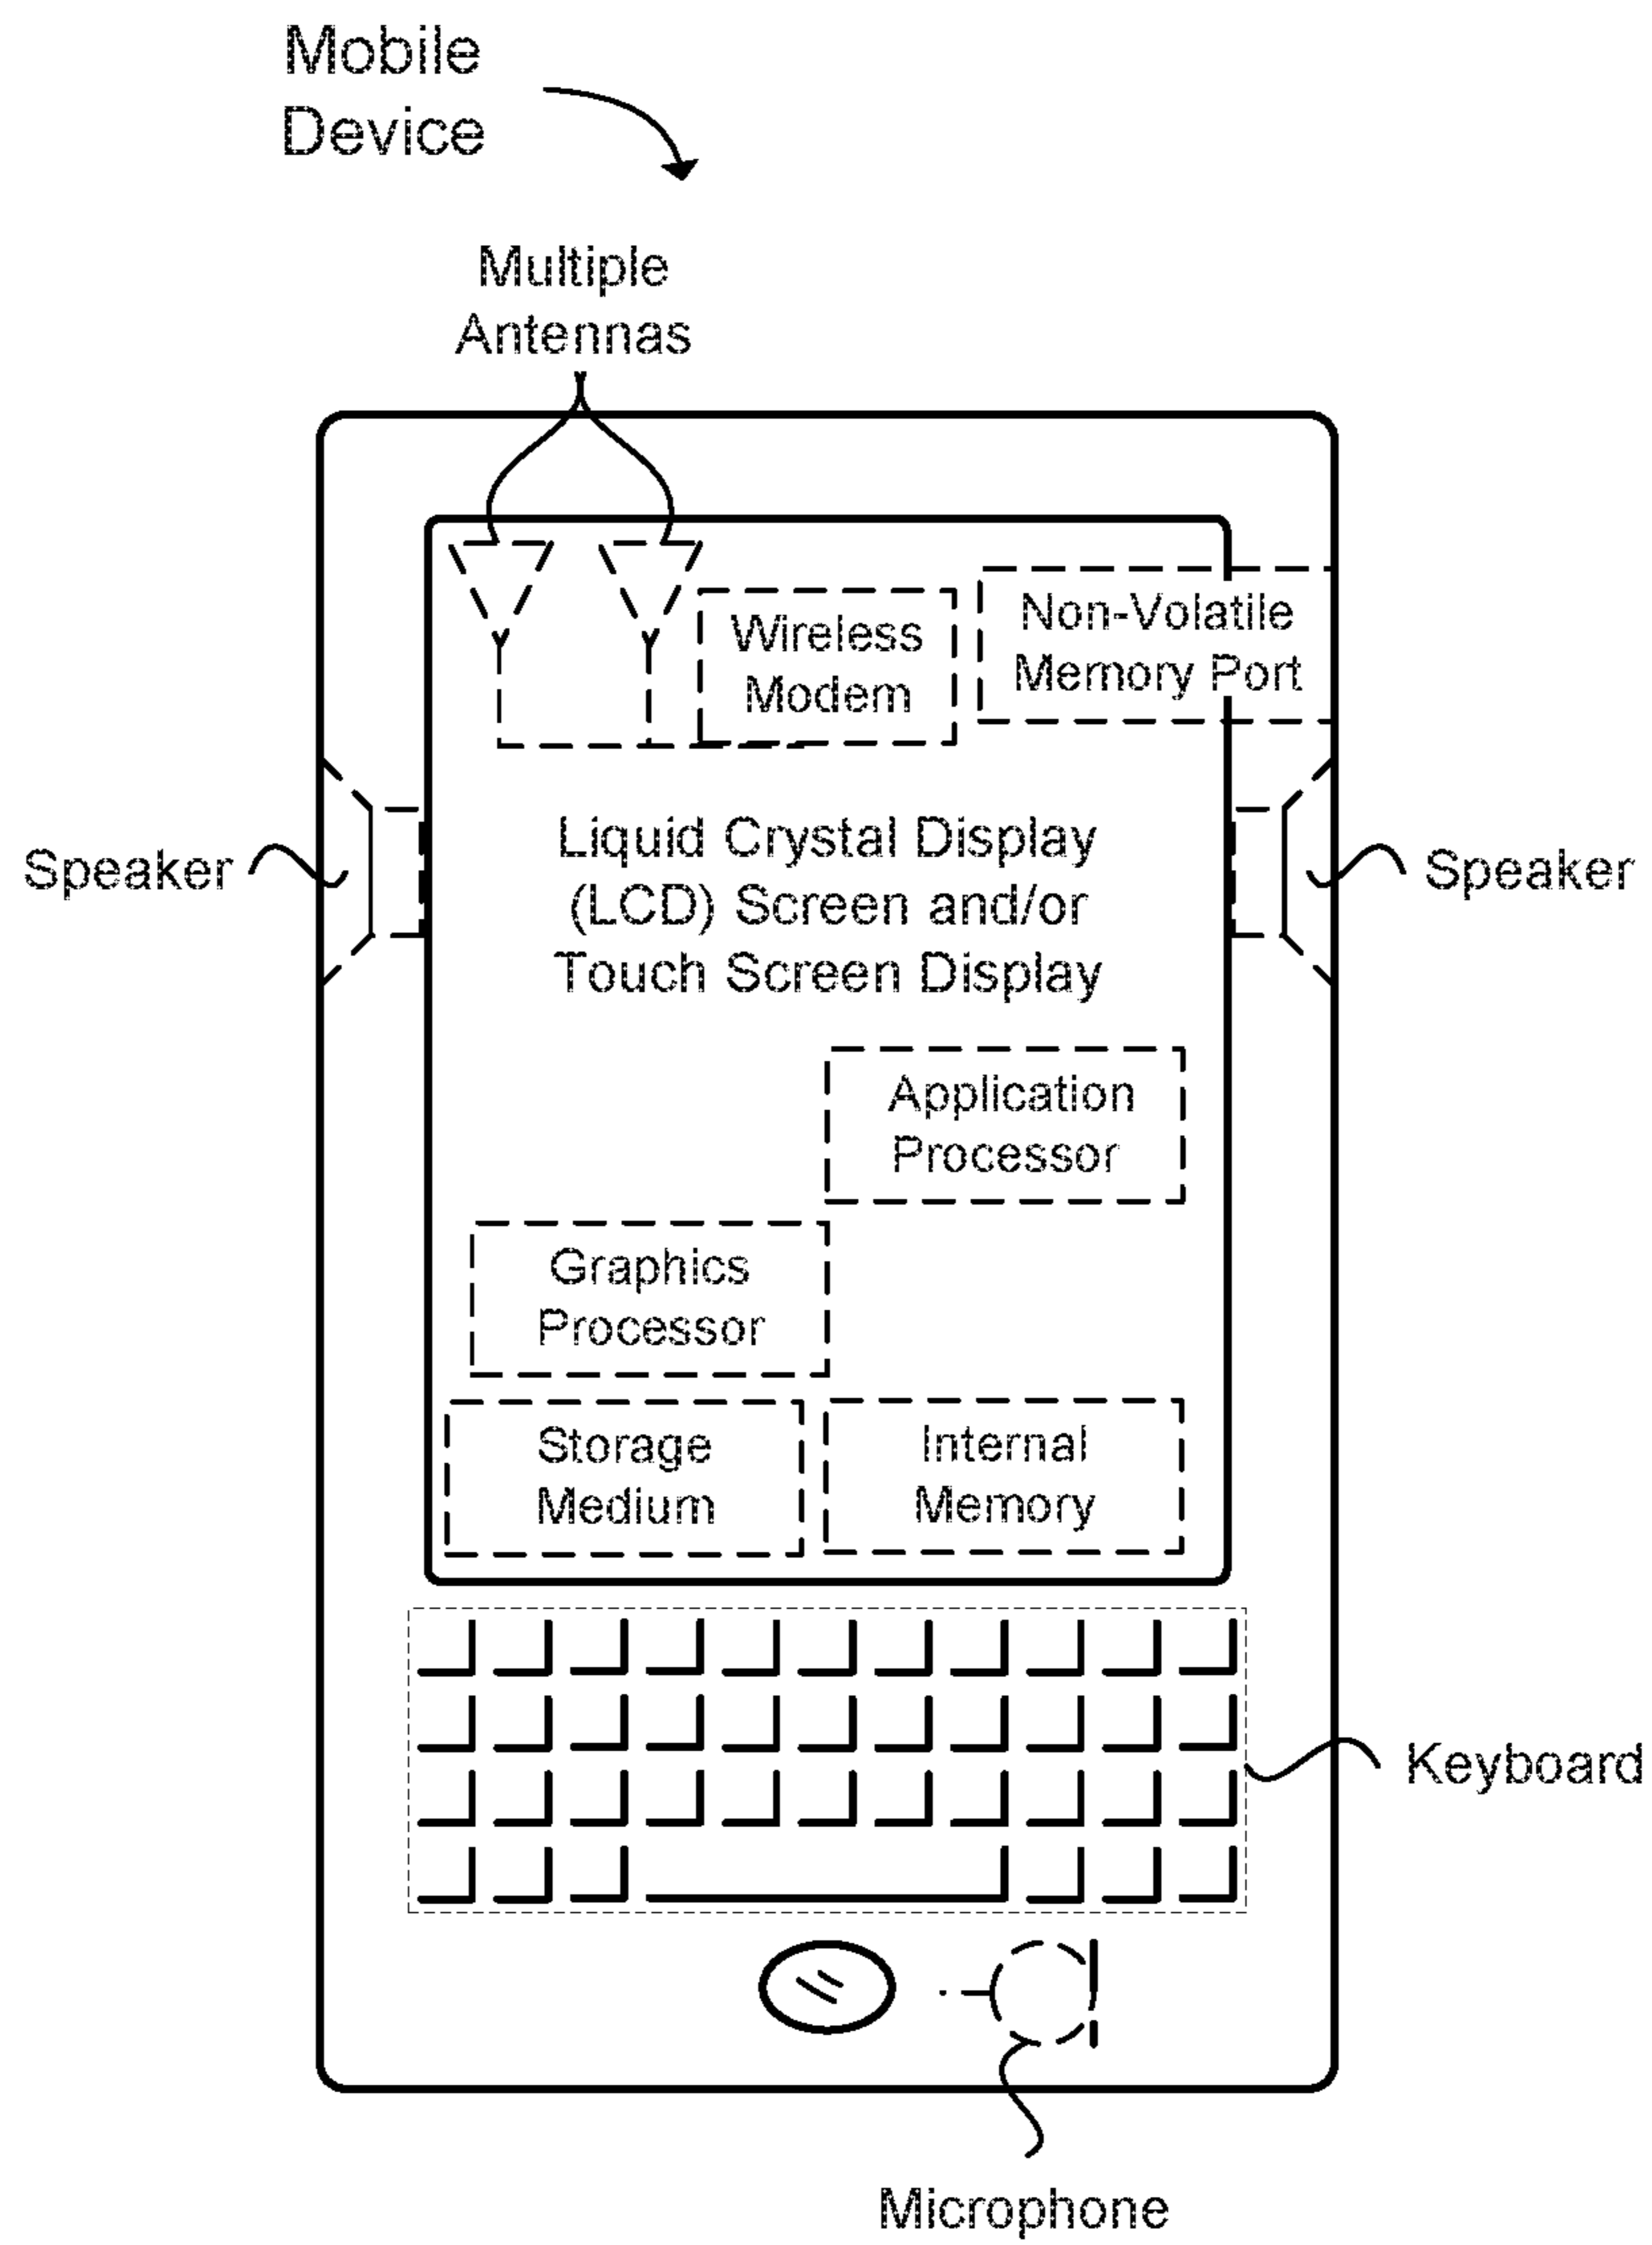 Mobile
Device
Multiple
Antennas
Wireless
Modem
Non-Volatile
Memory Port
Speaker
Liquid Crystal Display
(LCD) Screen and/or
Touch Screen Display
Speaker
Application
Processor
Graphics
Processor
Storage
Medium
Internal
Memory
Keyboard
Microphone